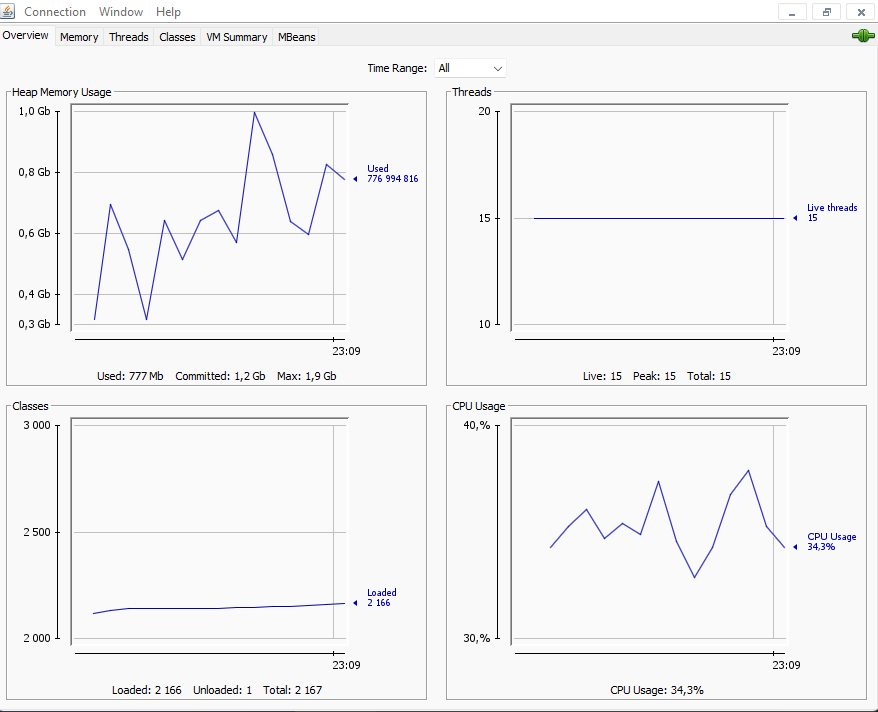 Connection Window Help
Overview Memory Threads Classes VM Summary MBeans
Time Range: All
Heap Memory Usage
1,0 Gb
0,8 Gb
0,6 Gb
0,4 Gb
0,3 Gb
Used
776 994 816
23:09
Used: 777 Mb Committed: 1,2 Gb Max: 1,9 Gb
Threads
20
15
10
Live threads
15
23:09
Live: 15 Peak: 15 Total: 15
Classes
3 000
2 500
2 000
Loaded
2 166
23:09
Loaded: 2 166 Unloaded: 1 Total: 2 167
CPU Usage
40,%
30,%
CPU Usage
34,3%
23:09
CPU Usage: 34,3%